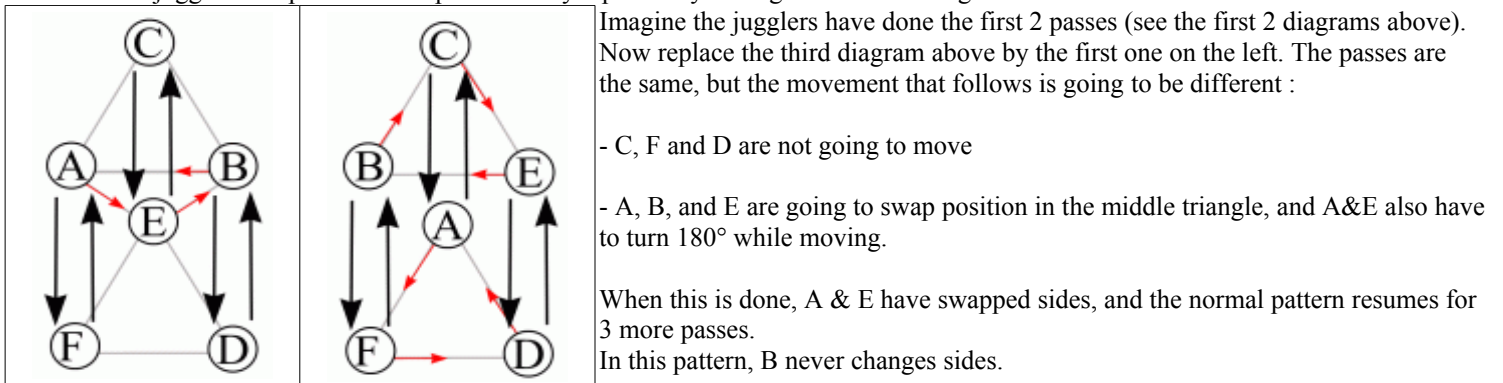 Imagine the jugglers have done the first 2 passes (see the first 2 diagrams above).
Now replace the third diagram above by the first one on the left. The passes are
the same, but the movement that follows is going to be different :
- C, F and D are not going to move
- A, B, and E are going to swap position in the middle triangle, and A&E also have
to turn 180° while moving.
When this is done, A & E have swapped sides, and the normal pattern resumes for
3 more passes.
In this pattern, B never changes sides.
C
A B
E
F D
C
B E
A
F D